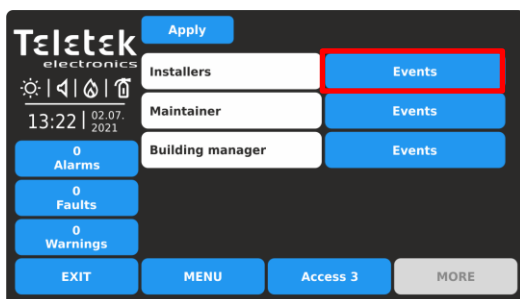 Teletek
electronics
13:22 | 02.07.
2021
0
Alarms
0
Faults
0
Warnings
EXIT
Apply
Installers Events
Maintainer Events
Building manager Events
MENU Access 3 MORE